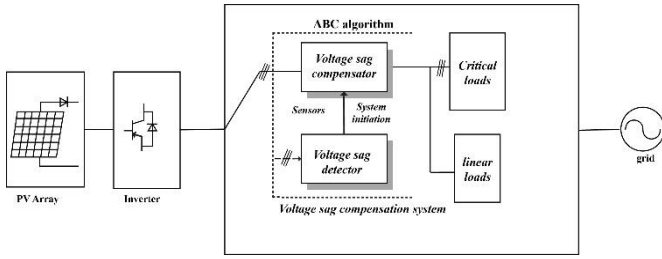 ABC algorithm
Voltage sag
compensator
Critical
loads
Sensors
System
initiation
Voltage sag
detector
linear
loads
Voltage sag compensation system
PV Array
Inverter
grid